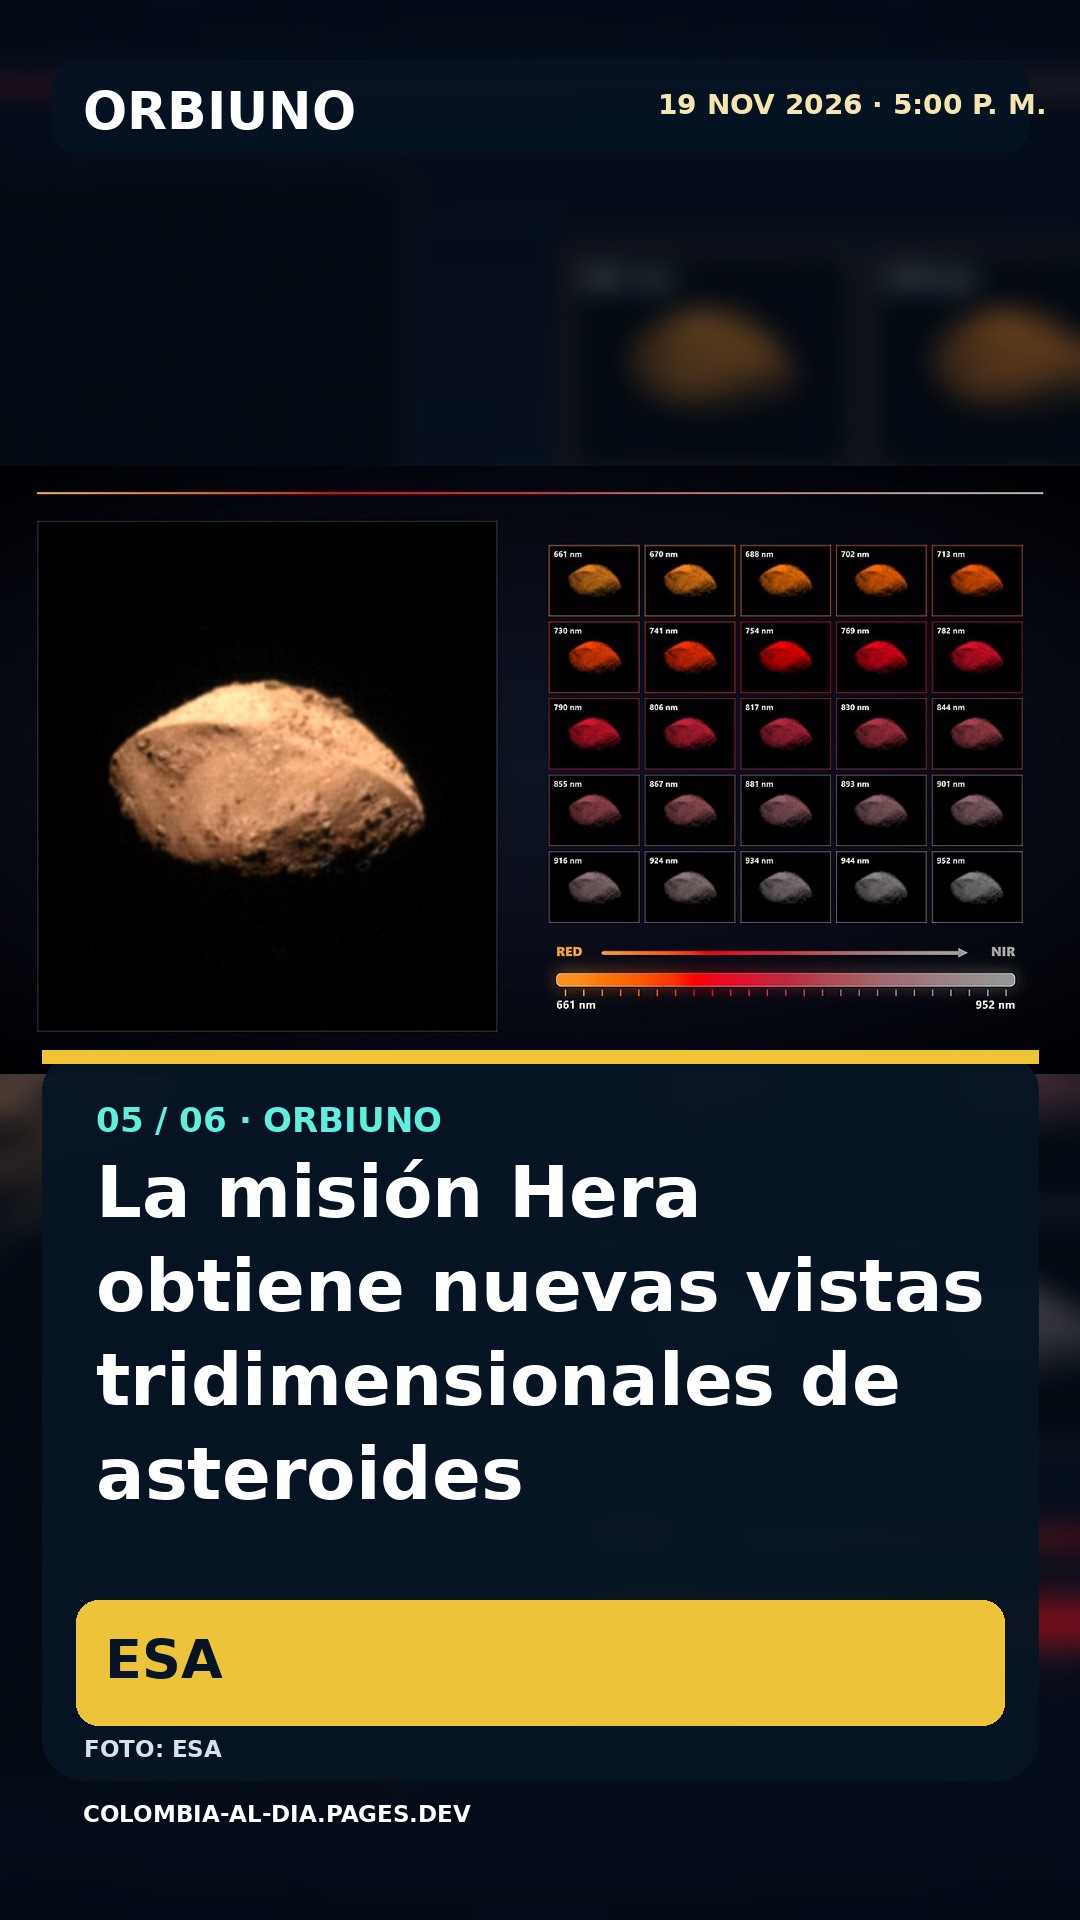 ORBIUNO
19 NOV 2026 · 5:00 P. M.
661 nm 670 nm 688 nm 702 nm 713 nm
730 nm 741 nm 754 nm 769 nm 782 nm
790 nm 806 nm 817 nm 830 nm 844 nm
855 nm 867 nm 881 nm 893 nm 901 nm
916 nm 924 nm 934 nm 944 nm 952 nm
RED NIR
661 nm 952 nm
05 / 06 · ORBIUNO
La misión Hera
obtiene nuevas vistas
tridimensionales de
asteroides
ESA
FOTO: ESA
COLOMBIA-AL-DIA.PAGES.DEV